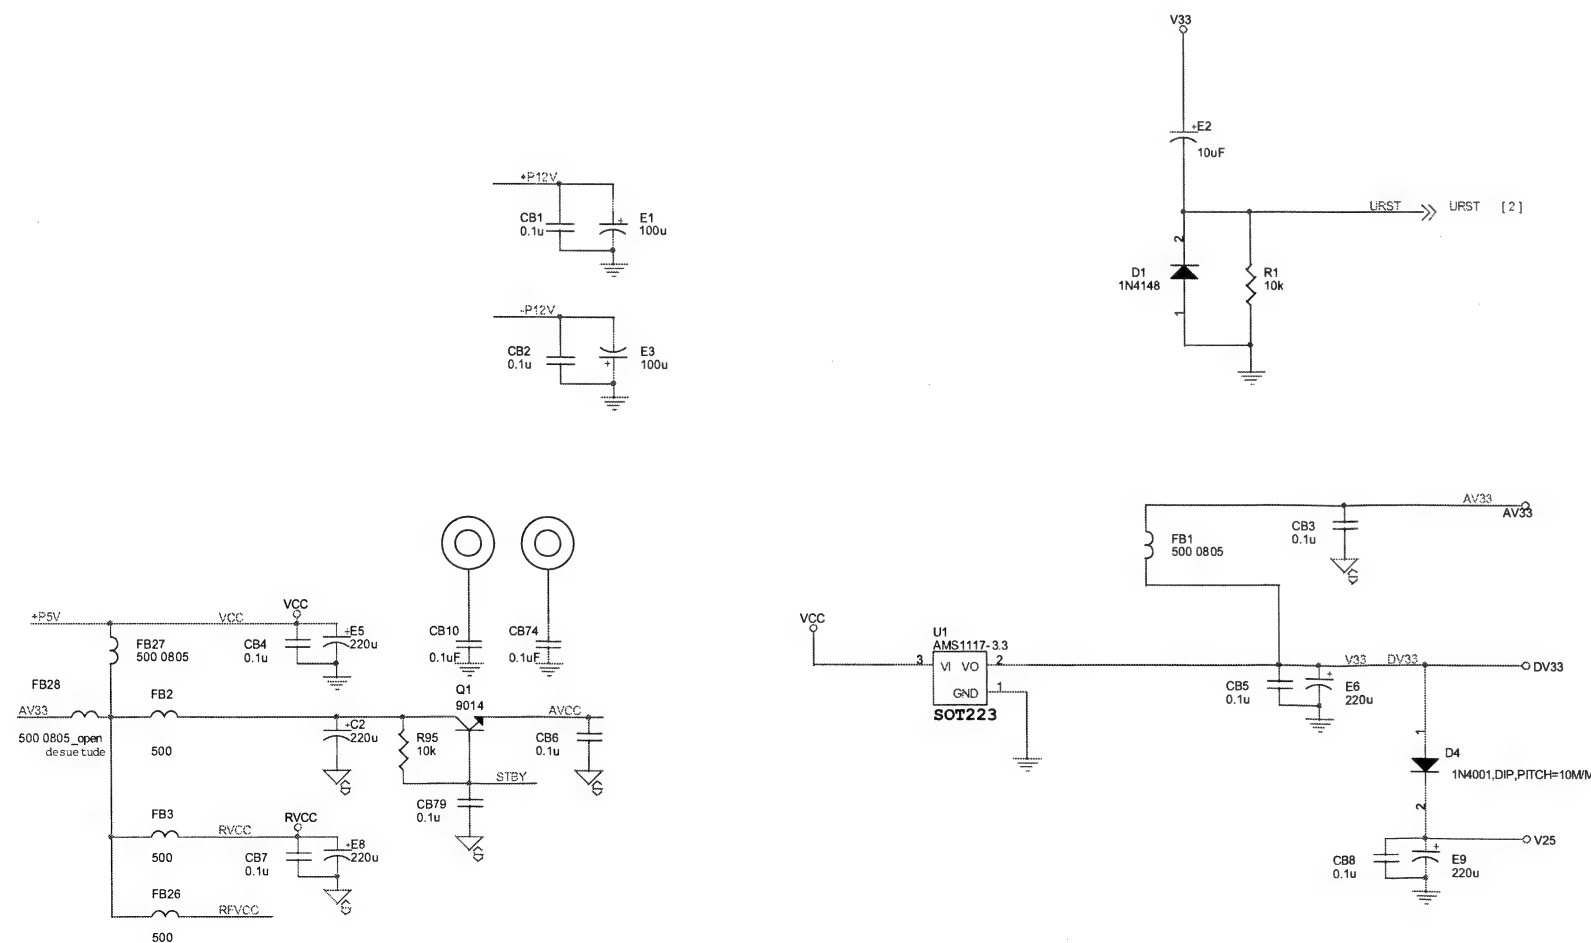 V33
+E2
10uF
URST
URST [2]
2
D1
1N4148
1
R1
10k
+P12V
CB1
0.1u
+
E1
100u
-P12V
CB2
0.1u
+
E3
100u
AV33
AV33
CB3
0.1u
FB1
500 0805
+P5V
VCC
VCC
FB27
500 0805
CB4
0.1u
+E5
220u
CB10
0.1uF
CB74
0.1uF
FB28
AV33
500 0805_open
desuetude
FB2
500
+C2
220u
Q1
9014
AVCC
R95
10k
CB6
0.1u
STBY
CB79
0.1u
FB3
500
RVCC
RVCC
CB7
0.1u
+E8
220u
FB26
500
RFVCC
VCC
U1
AMS1117-3.3
3
VI
VO
2
GND
1
SOT223
V33
DV33
DV33
CB5
0.1u
+
E6
220u
1
D4
1N4001,DIP,PITCH=10M/M
2
V25
CB8
0.1u
+
E9
220u